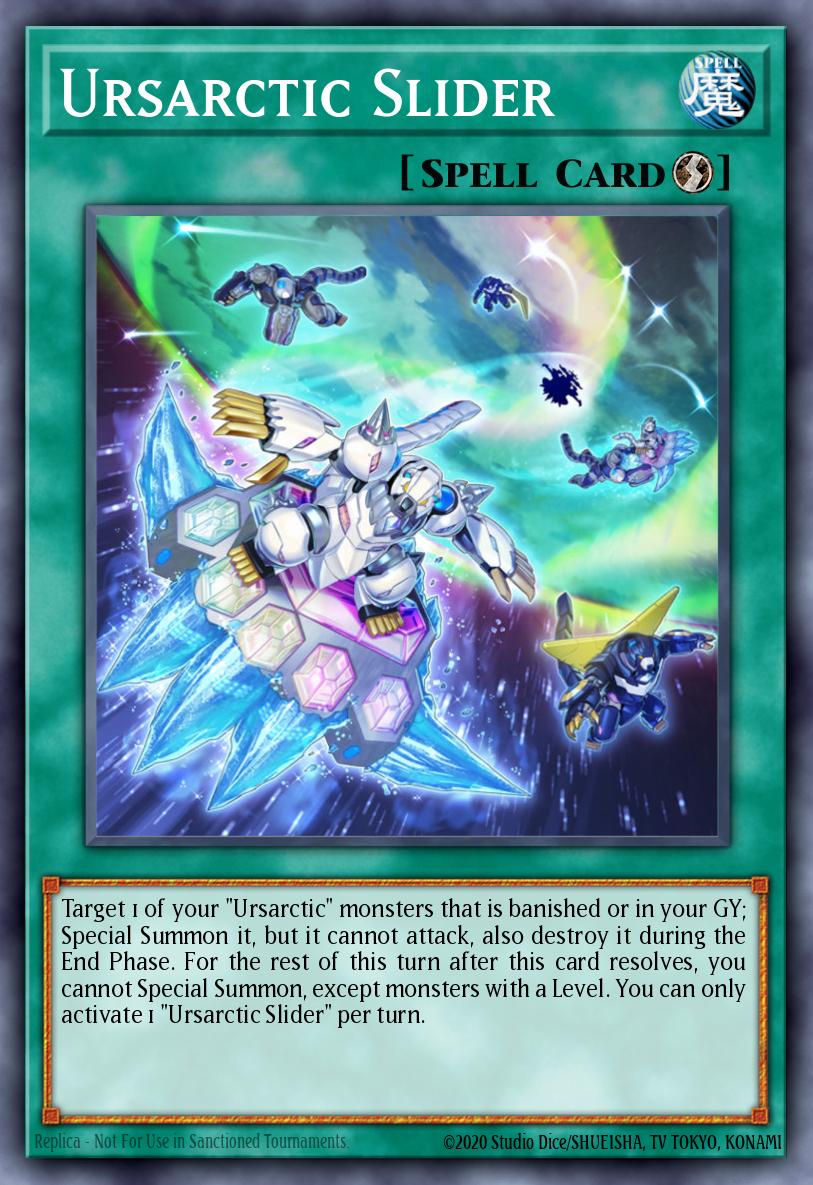 Ursarctic Slider
SPELL
魔
[Spell Card]
Target 1 of your "Ursarctic" monsters that is banished or in your GY;
Special Summon it, but it cannot attack, also destroy it during the
End Phase. For the rest of this turn after this card resolves, you
cannot Special Summon, except monsters with a Level. You can only
activate 1 "Ursarctic Slider" per turn.
Replica - Not For Use in Sanctioned Tournaments.
©2020 Studio Dice/SHUEISHA, TV TOKYO, KONAMI